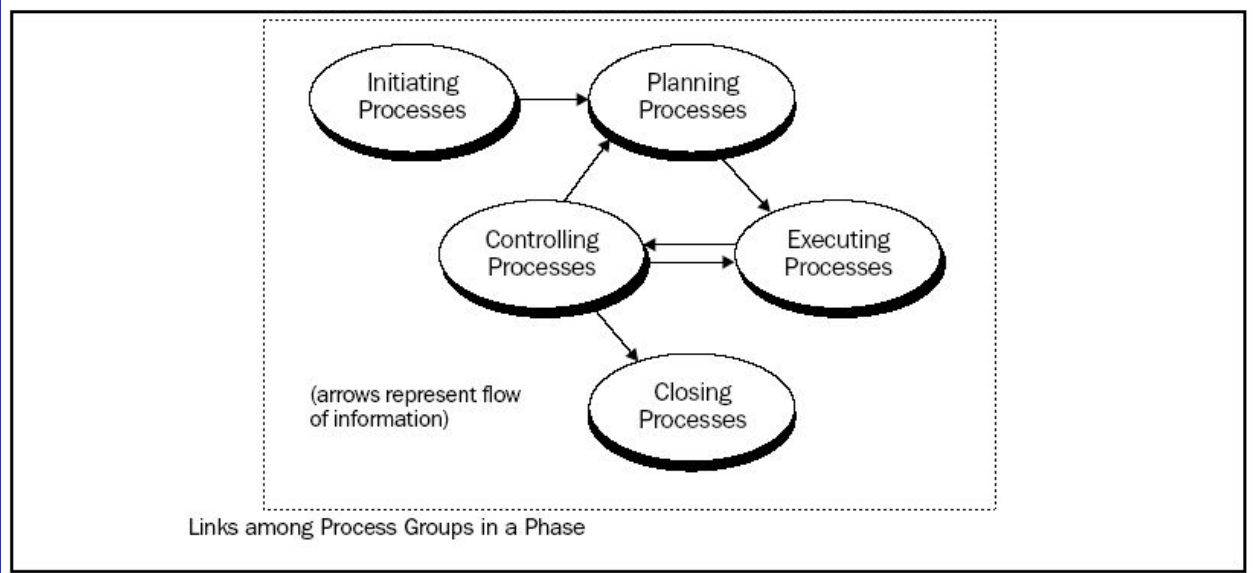 Initiating
Processes
Planning
Processes
Controlling
Processes
Executing
Processes
Closing
Processes
(arrows represent flow
of information)
Links among Process Groups in a Phase